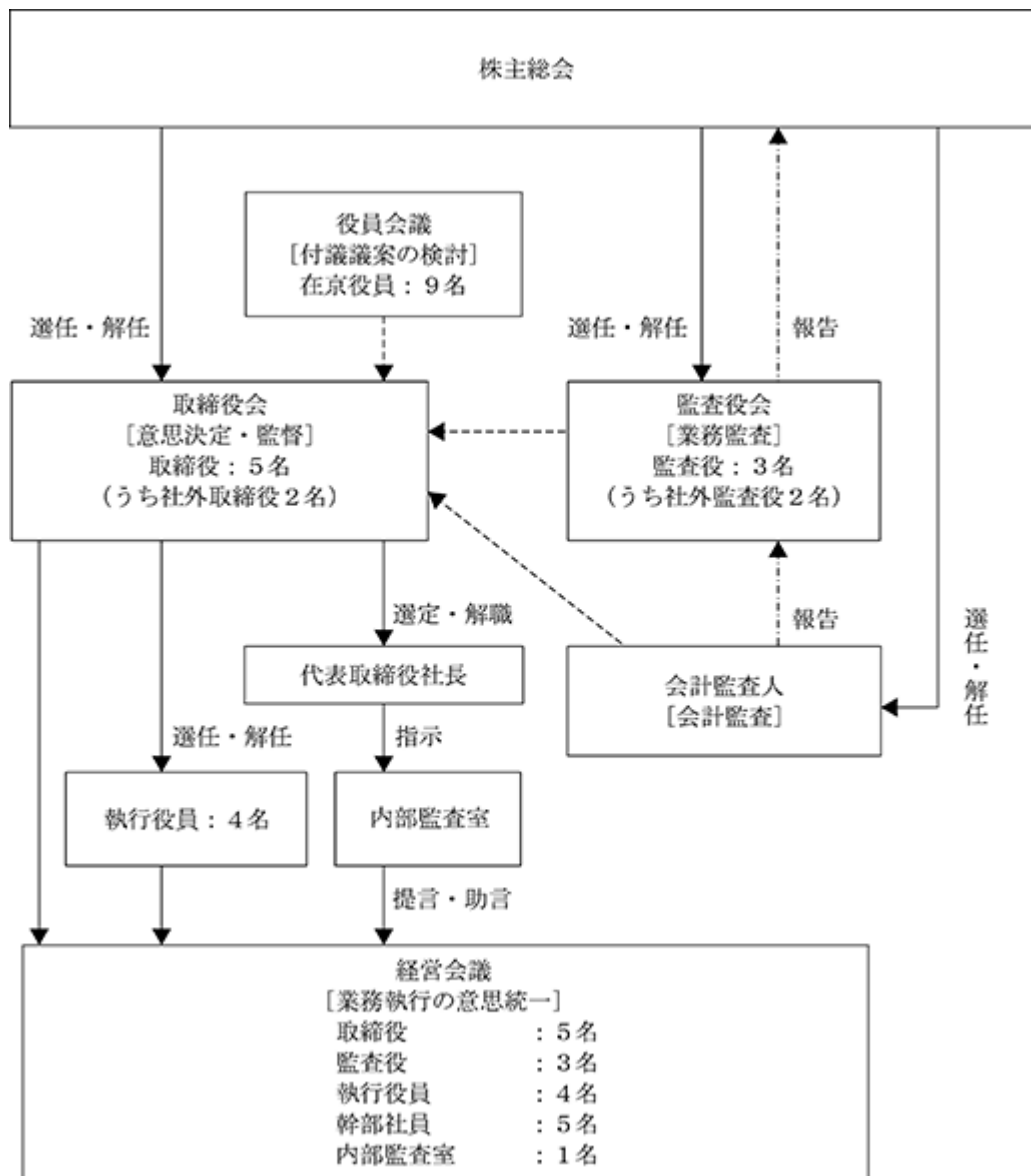 株主総会
役員会議
[付議議案の検討]
在京役員:9名
選任・解任
選任・解任
報告
取締役会
[意思決定・監督]
取締役:5名
(うち社外取締役2名)
監査役会
[業務監査]
監査役:3名
(うち社外監査役2名)
選定・解職
報告
選任・解任
代表取締役社長
会計監査人
[会計監査]
選任・解任
指示
執行役員:4名
内部監査室
提言・助言
経営会議
[業務執行の意思統一]
取締役 :5名
監査役 :3名
執行役員 :4名
幹部社員 :5名
内部監査室 :1名